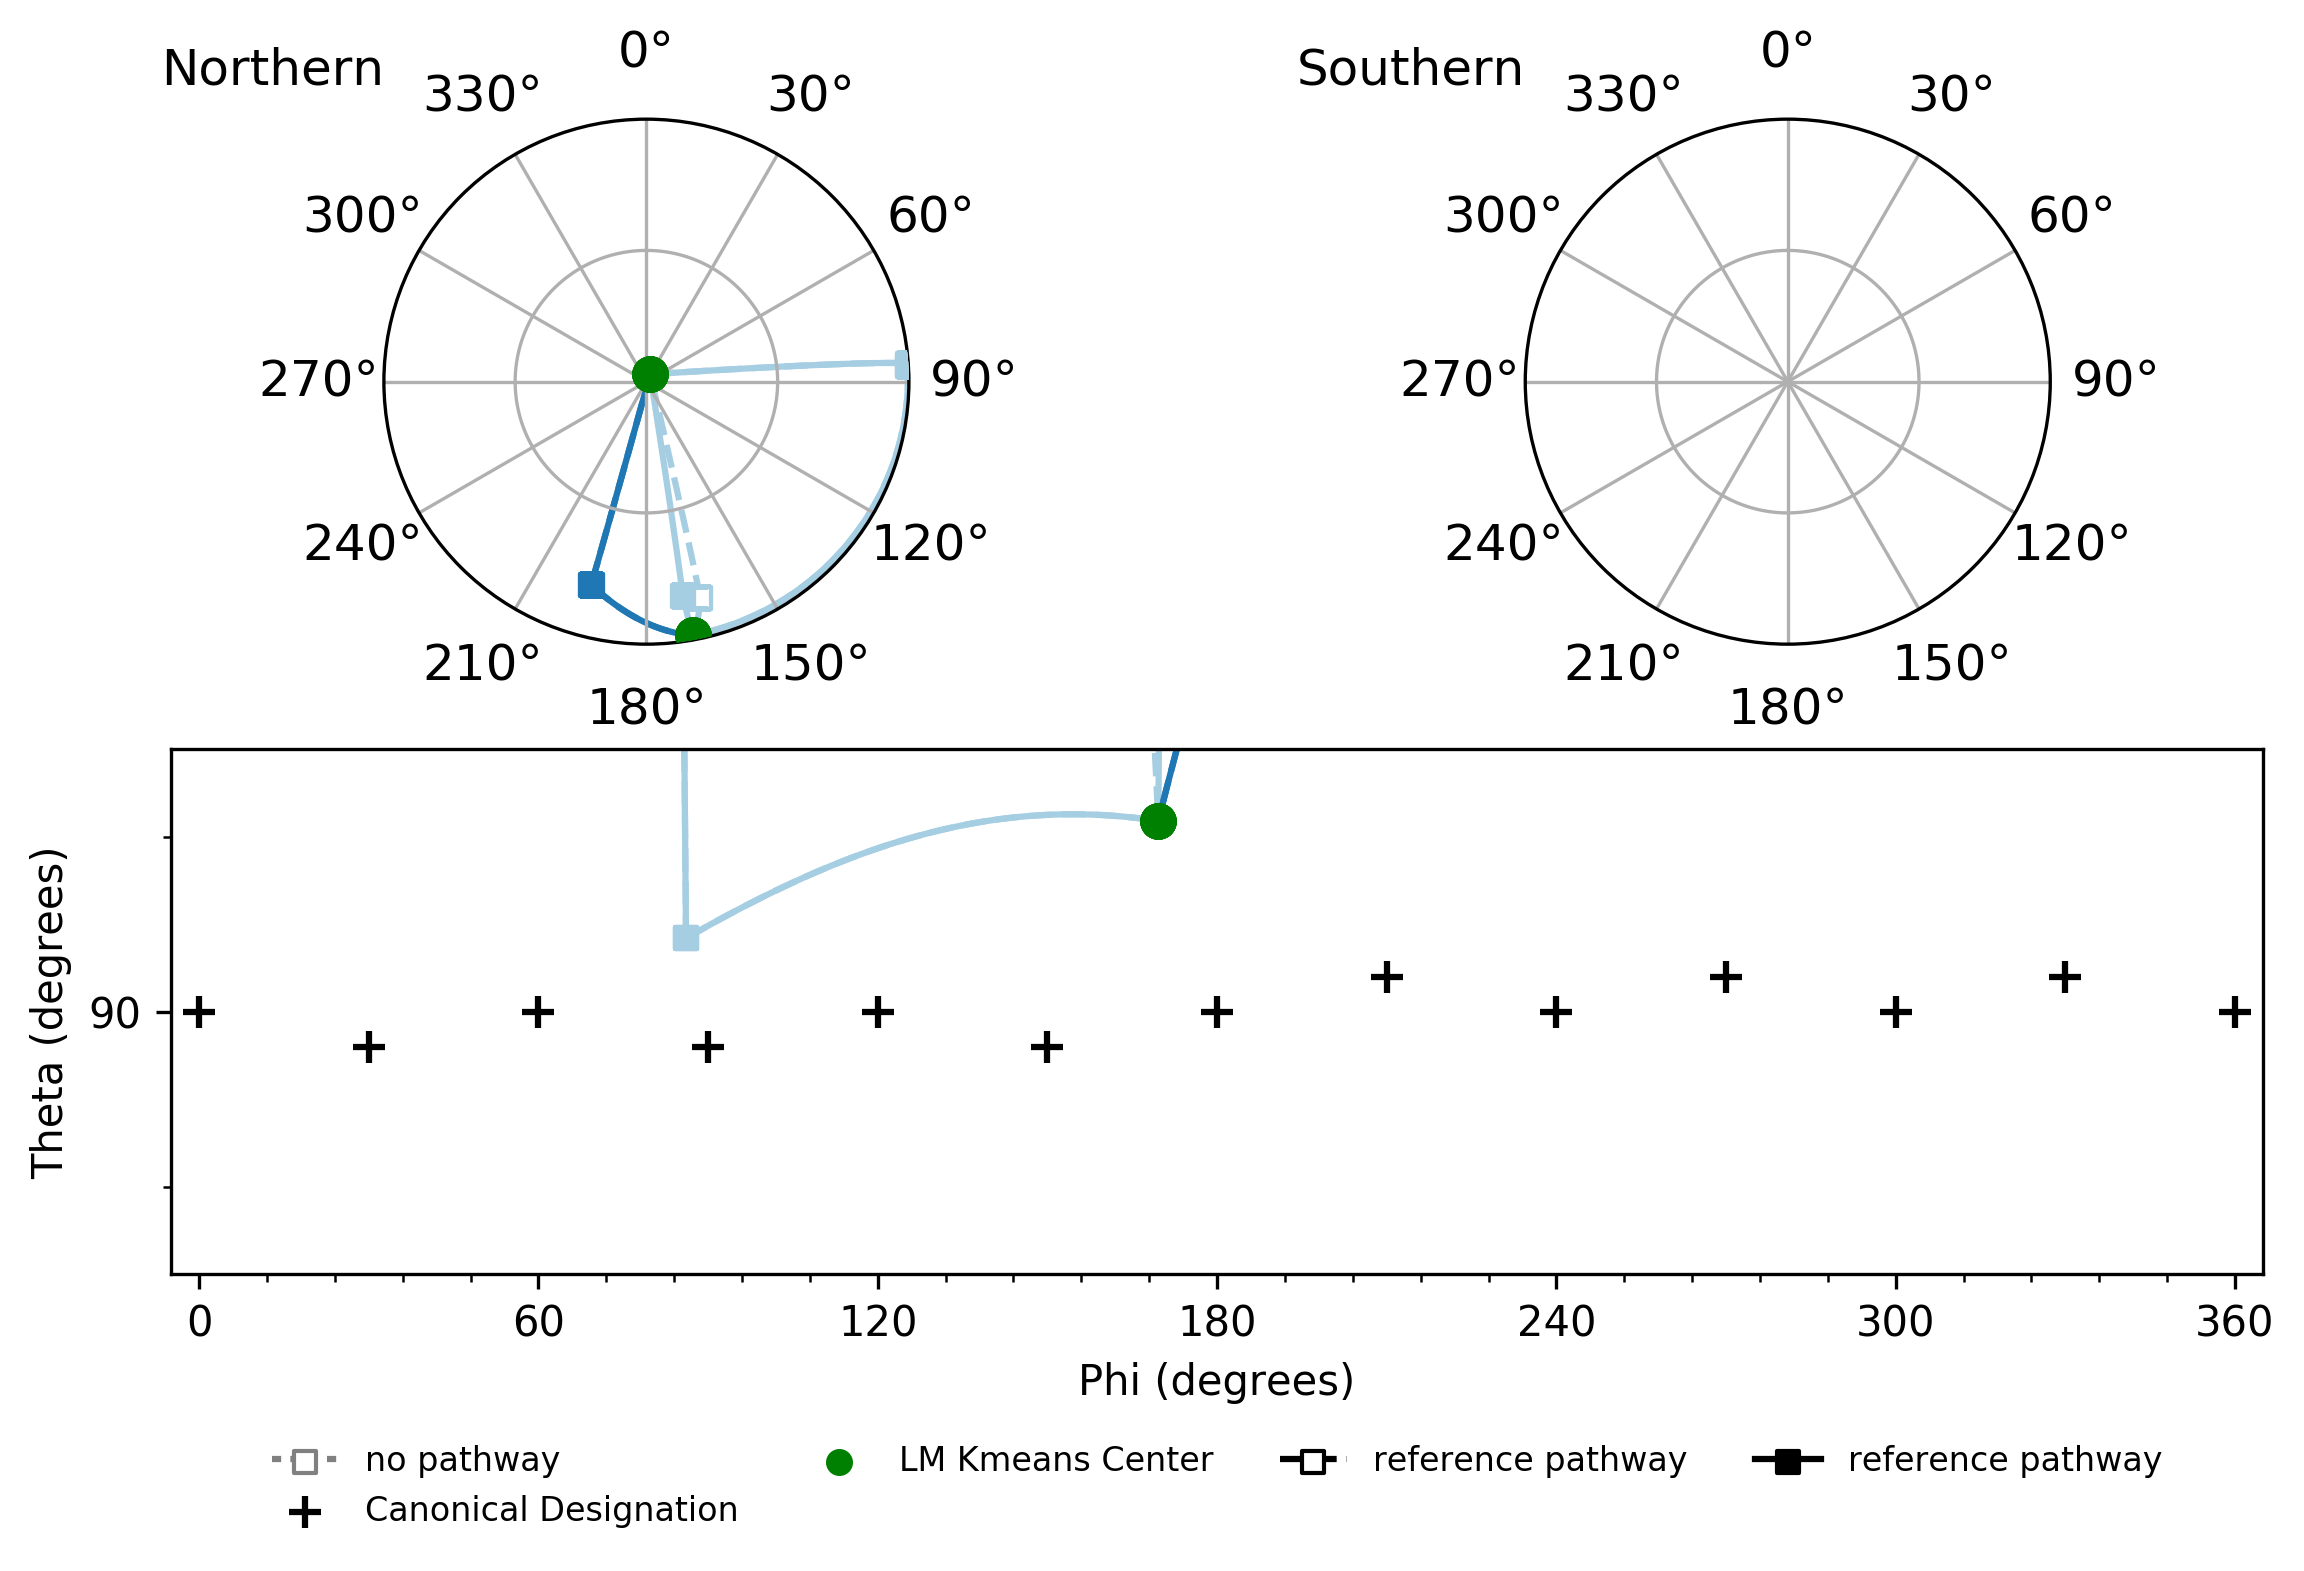 Northern
0°
330°
30°
300°
60°
270°
90°
240°
120°
210°
150°
180°
Southern
0°
330°
30°
300°
60°
270°
90°
240°
120°
210°
150°
180°
Theta (degrees)
90
0 60 120 180 240 300 360
Phi (degrees)
no pathway
Canonical Designation
LM Kmeans Center
reference pathway
reference pathway